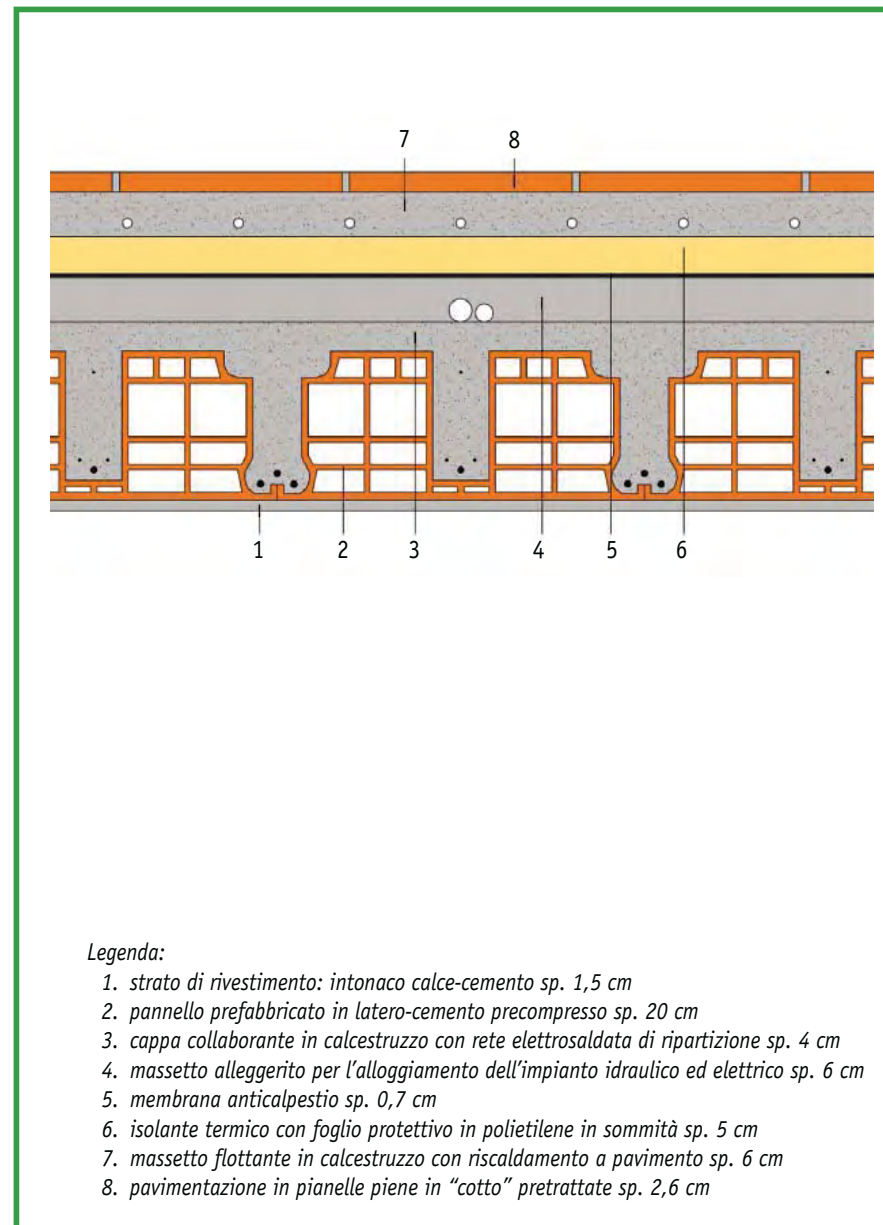 7 8
1 2 3 4 5 6
Legenda:
1. strato di rivestimento: intonaco calce-cemento sp. 1,5 cm
2. pannello prefabbricato in latero-cemento precompresso sp. 20 cm
3. cappa collaborante in calcestruzzo con rete elettrosaldata di ripartizione sp. 4 cm
4. massetto alleggerito per l’alloggiamento dell’impianto idraulico ed elettrico sp. 6 cm
5. membrana anticalpestio sp. 0,7 cm
6. isolante termico con foglio protettivo in polietilene in sommità sp. 5 cm
7. massetto flottante in calcestruzzo con riscaldamento a pavimento sp. 6 cm
8. pavimentazione in pianelle piene in “cotto” pretrattate sp. 2,6 cm